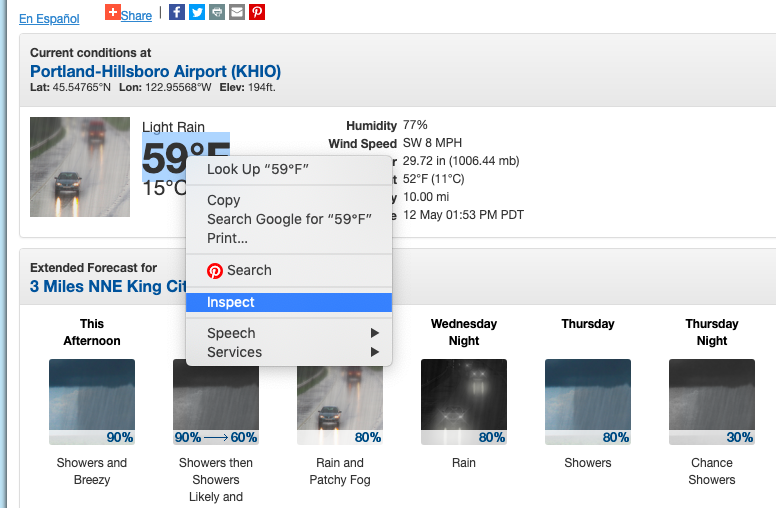 En Español
Share |
Current conditions at
Portland-Hillsboro Airport (KHIO)
Lat: 45.54765°N Lon: 122.95568°W Elev: 194ft.
Light Rain
59°F
15°C
Humidity 77%
Wind Speed SW 8 MPH
r 29.72 in (1006.44 mb)
t 52°F (11°C)
y 10.00 mi
e 12 May 01:53 PM PDT
Look Up “59°F”
Copy
Search Google for “59°F”
Print...
Search
Inspect
Speech
Services
Extended Forecast for
3 Miles NNE King Cit
This
Afternoon
90%
Showers and
Breezy
90% 60%
Showers then
Showers
Likely and
80%
Rain and
Patchy Fog
Wednesday
Night
80%
Rain
Thursday
80%
Showers
Thursday
Night
30%
Chance
Showers